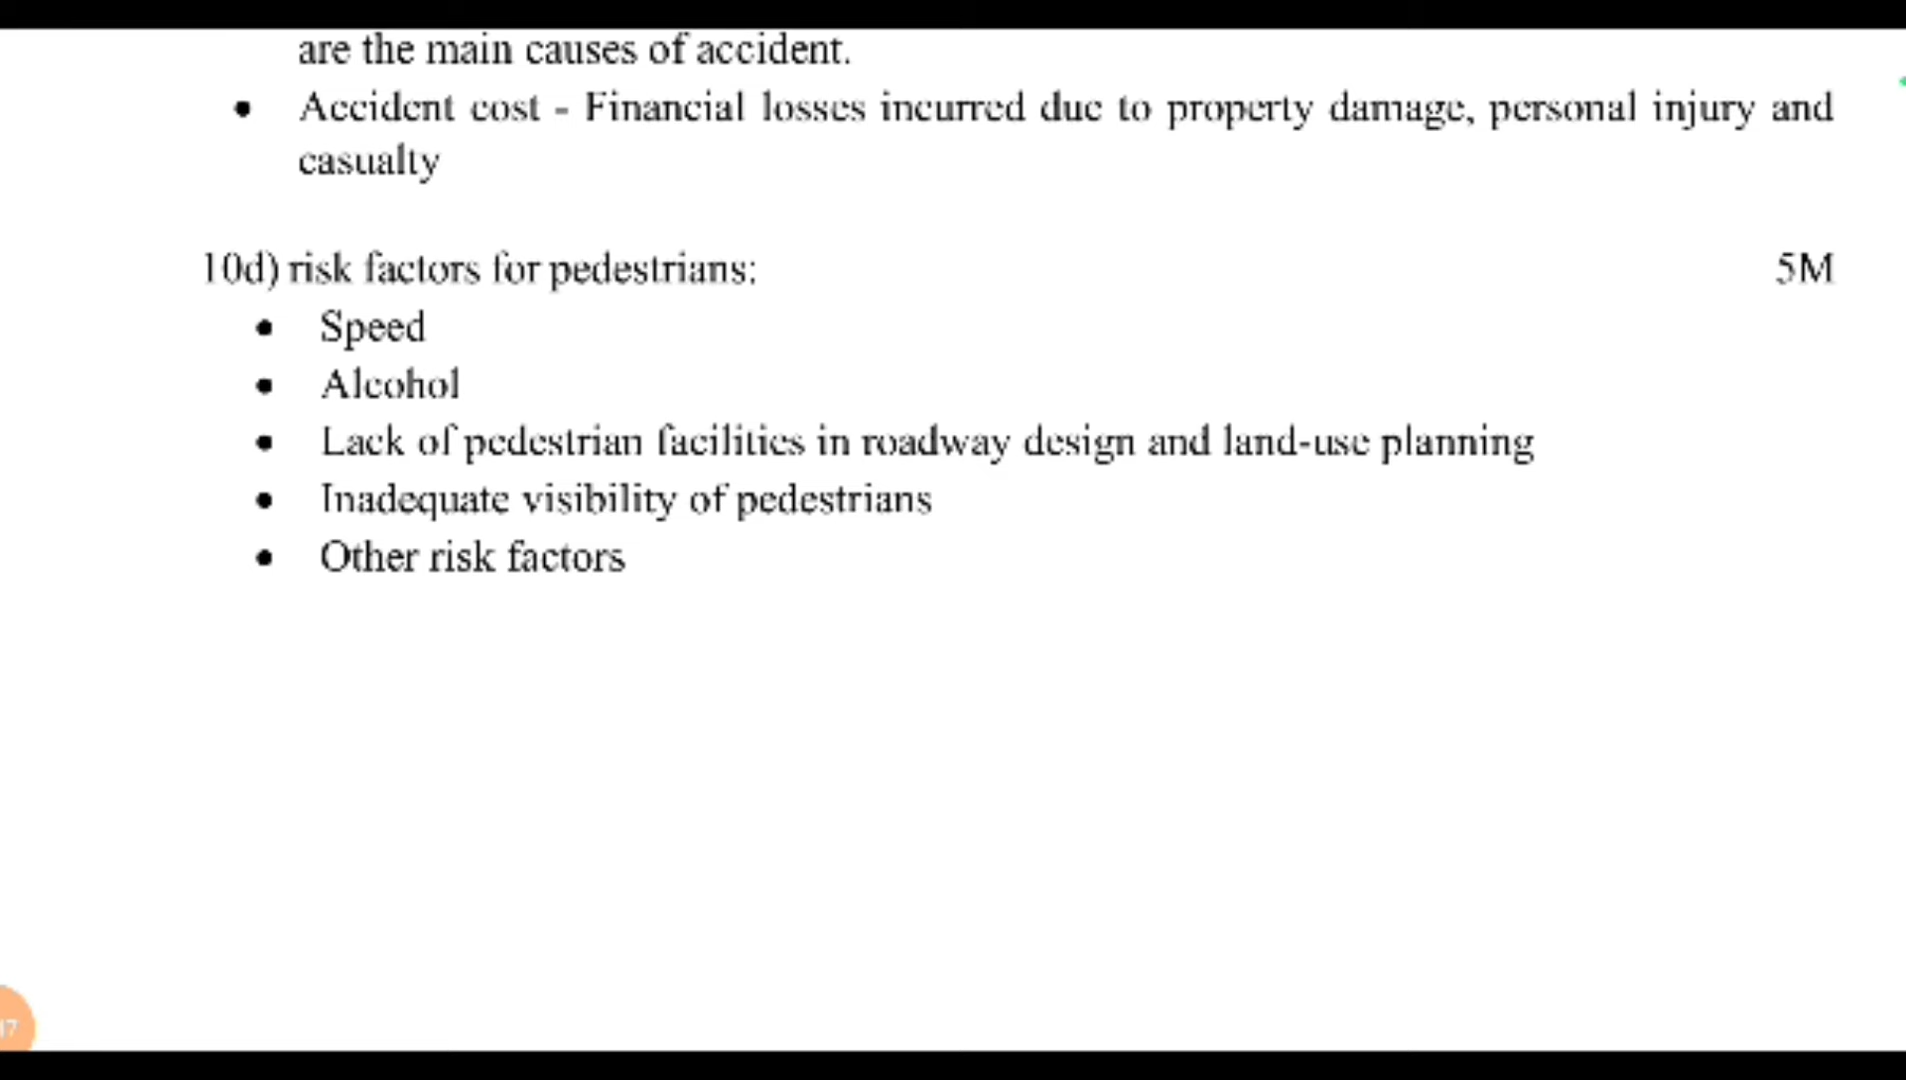 are the main causes of accident.
• Accident cost - Financial losses incurred due to property damage, personal injury and
casualty
10d) risk factors for pedestrians: 5M
• Speed
• Alcohol
• Lack of pedestrian facilities in roadway design and land-use planning
• Inadequate visibility of pedestrians
• Other risk factors